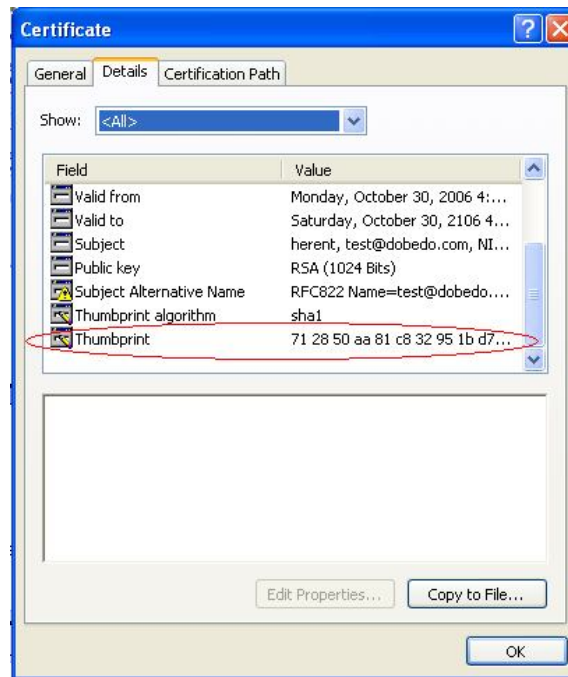 Certificate
General Details Certification Path
Show: <All>
Field Value
Valid from Monday, October 30, 2006 4:...
Valid to Saturday, October 30, 2106 4...
Subject herent, test@dobedo.com, NI...
Public key RSA (1024 Bits)
Subject Alternative Name RFC822 Name=test@dobedo....
Thumbprint algorithm sha1
Thumbprint 71 28 50 aa 81 c8 32 95 1b d7...
Edit Properties... Copy to File...
OK